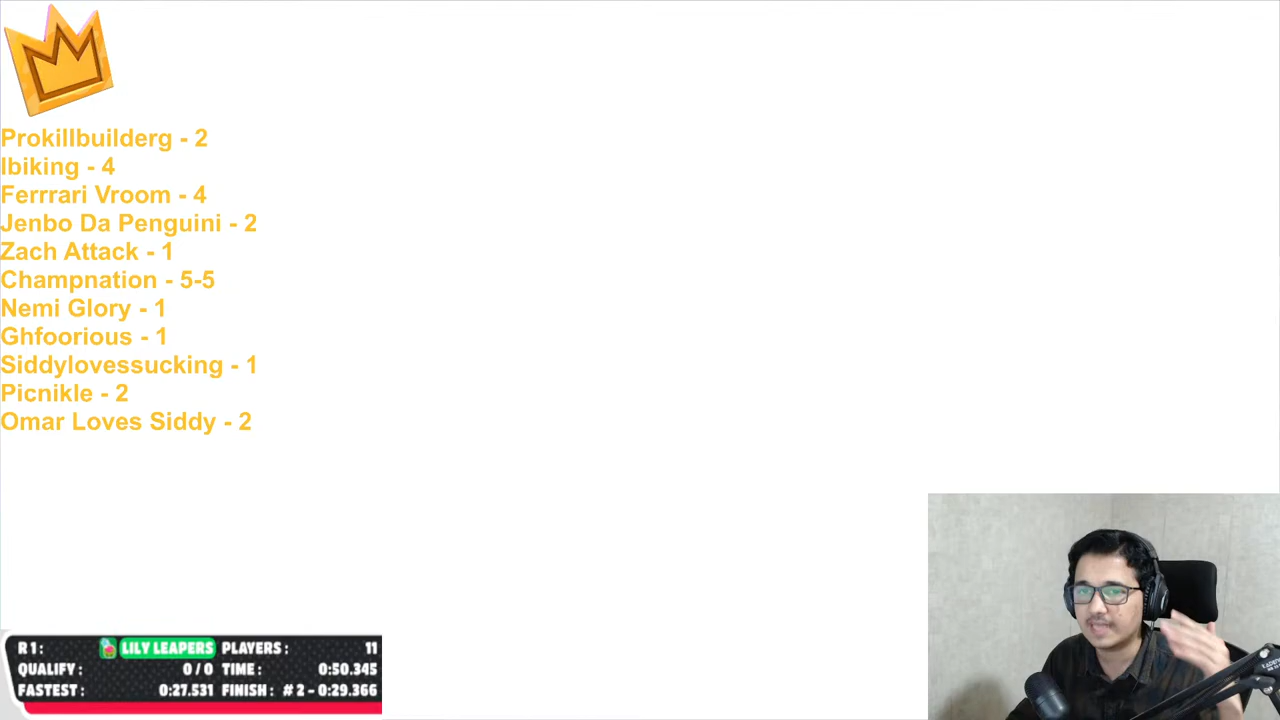 Prokillbuilderg - 2
Ibiking - 4
Ferrrari Vroom - 4
Jenbo Da Penguini - 2
Zach Attack - 1
Champnation - 5-5
Nemi Glory - 1
Ghfoorious - 1
Siddylovessucking - 1
Picnikle - 2
Omar Loves Siddy - 2
R1: LILY LEAPERS PLAYERS: 11
QUALIFY: 0 / 0 TIME: 0:50.345
FASTEST: 0:27.531 FINISH: # 2 - 0:29.366